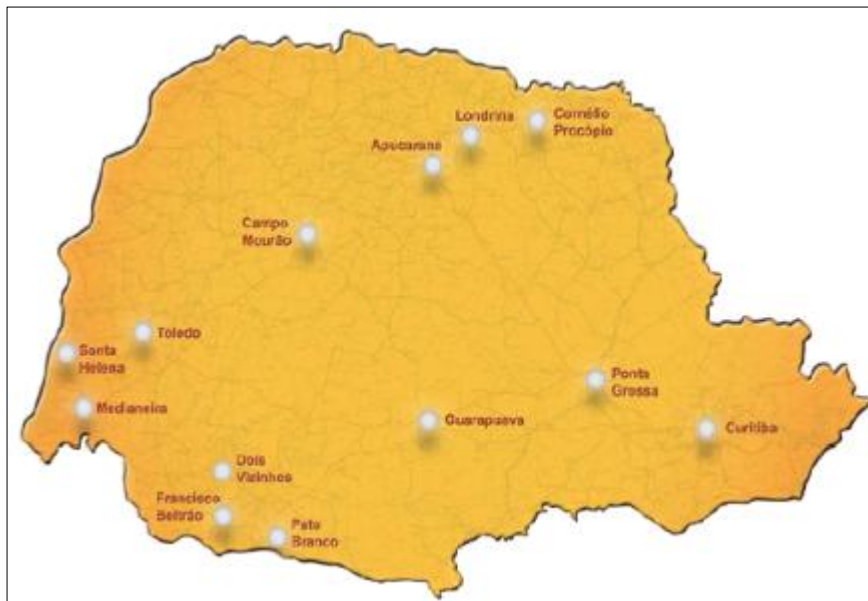 Londrina
Cornélio
Procópio
Apucarana
Campo
Mourão
Toledo
Santa
Helena
Ponta
Grossa
Medianeira
Guarapuava
Curitiba
Dois
Vizinhos
Francisco
Beltrão
Pato
Branco